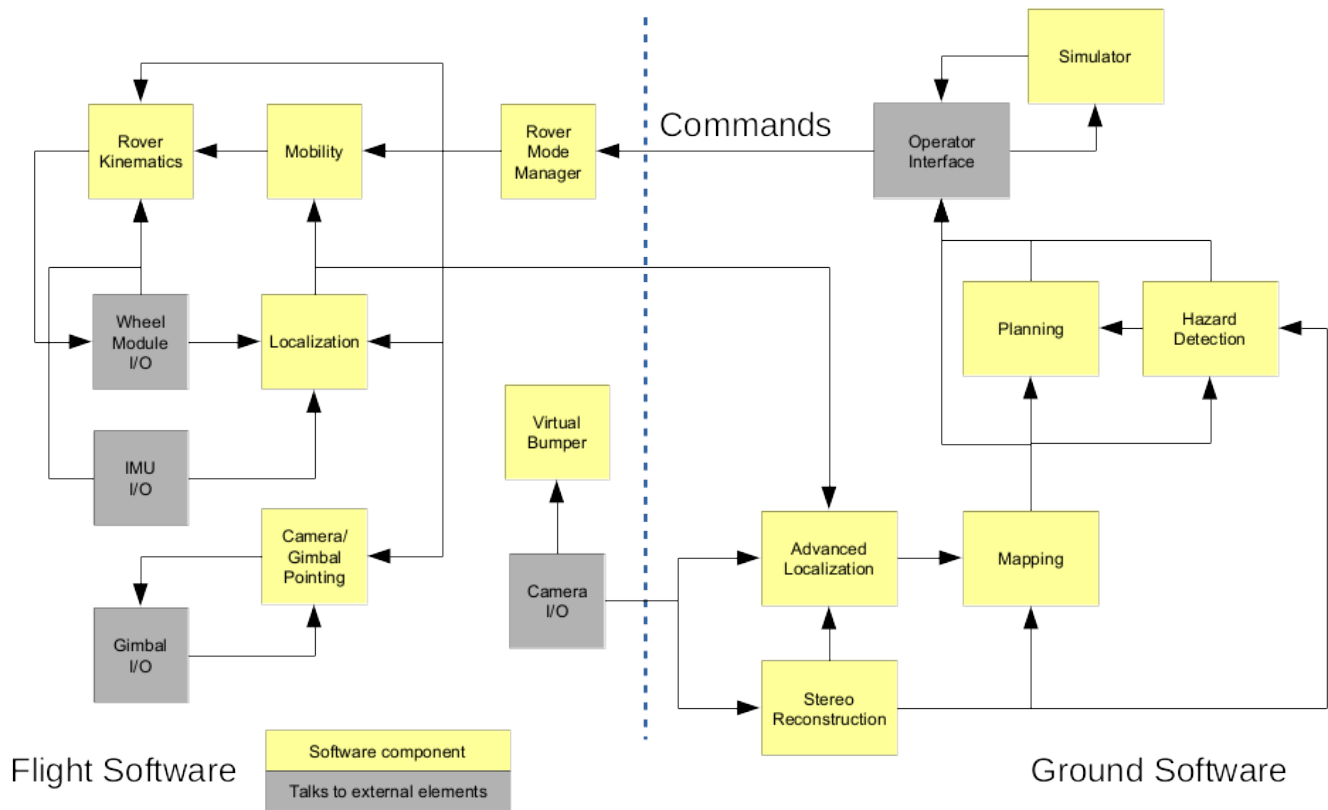 Simulator
Commands
Rover
Kinematics
Mobility
Rover
Mode
Manager
Operator
Interface
Wheel
Module
I/O
Localization
Planning
Hazard
Detection
Virtual
Bumper
IMU
I/O
Camera/
Gimbal
Pointing
Advanced
Localization
Mapping
Camera
I/O
Gimbal
I/O
Stereo
Reconstruction
Flight Software
Software component
Talks to external elements
Ground Software